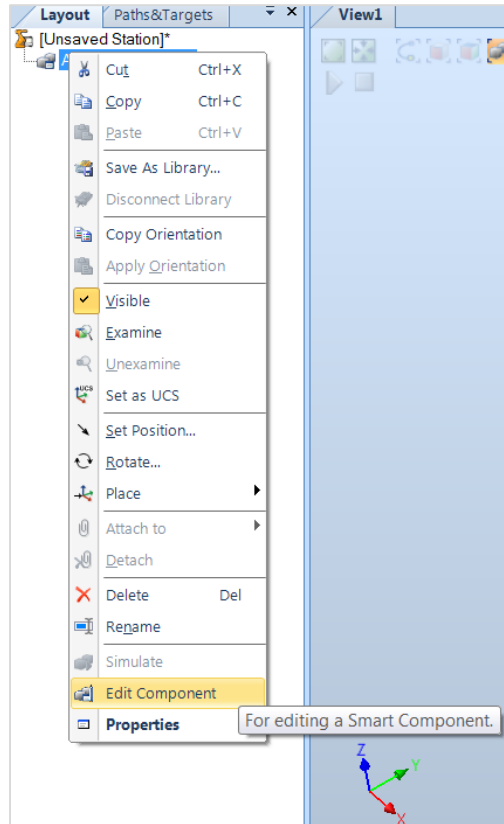 Layout Paths&Targets View1
[Unsaved Station]*
A
Cut Ctrl+X
Copy Ctrl+C
Paste Ctrl+V
Save As Library...
Disconnect Library
Copy Orientation
Apply Orientation
Visible
Examine
Unexamine
UCS Set as UCS
Set Position...
Rotate...
Place
Attach to
Detach
Delete Del
Rename
Simulate
Edit Component
For editing a Smart Component.
Properties
Z
Y
X